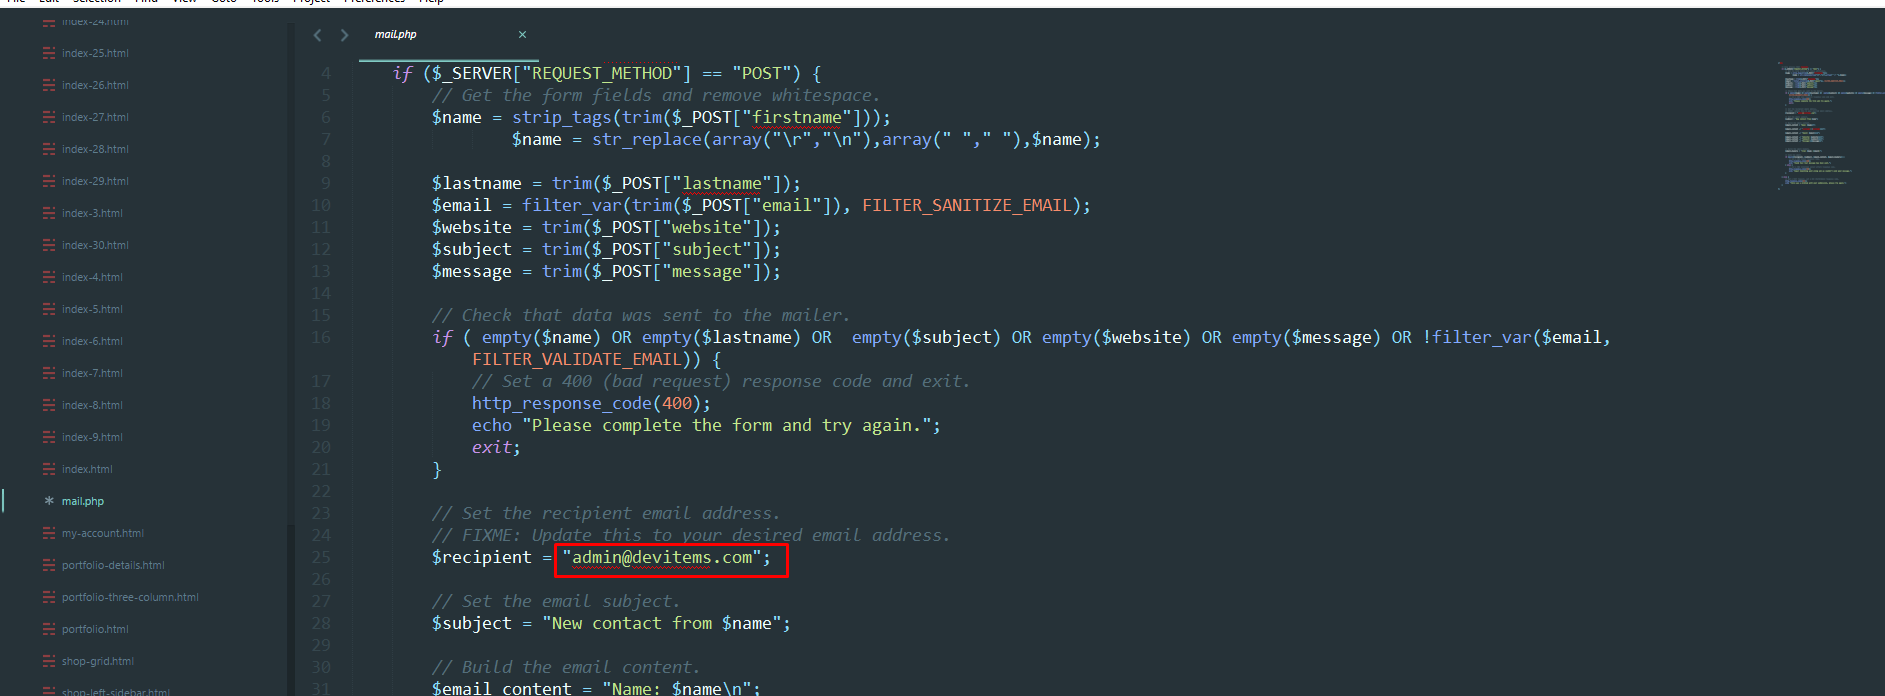 File Edit Selection Find View Goto Tools Project Preferences Help
index-24.html
index-25.html
index-26.html
index-27.html
index-28.html
index-29.html
index-3.html
index-30.html
index-4.html
index-5.html
index-6.html
index-7.html
index-8.html
index-9.html
index.html
mail.php
my-account.html
portfolio-details.html
portfolio-three-column.html
portfolio.html
shop-grid.html
shop-left-sidebar.html
mail.php ×
4 if ($_SERVER["REQUEST_METHOD"] == "POST") {
5 // Get the form fields and remove whitespace.
6 $name = strip_tags(trim($_POST["firstname"]));
7 $name = str_replace(array("\r","\n"),array(" "," "),$name);
8
9 $lastname = trim($_POST["lastname"]);
10 $email = filter_var(trim($_POST["email"]), FILTER_SANITIZE_EMAIL);
11 $website = trim($_POST["website"]);
12 $subject = trim($_POST["subject"]);
13 $message = trim($_POST["message"]);
14
15 // Check that data was sent to the mailer.
16 if ( empty($name) OR empty($lastname) OR  empty($subject) OR empty($website) OR empty($message) OR !filter_var($email,
FILTER_VALIDATE_EMAIL)) {
17 // Set a 400 (bad request) response code and exit.
18 http_response_code(400);
19 echo "Please complete the form and try again.";
20 exit;
21 }
22
23 // Set the recipient email address.
24 // FIXME: Update this to your desired email address.
25 $recipient = "admin@devitems.com";
26
27 // Set the email subject.
28 $subject = "New contact from $name";
29
30 // Build the email content.
31 $email_content = "Name: $name\n";